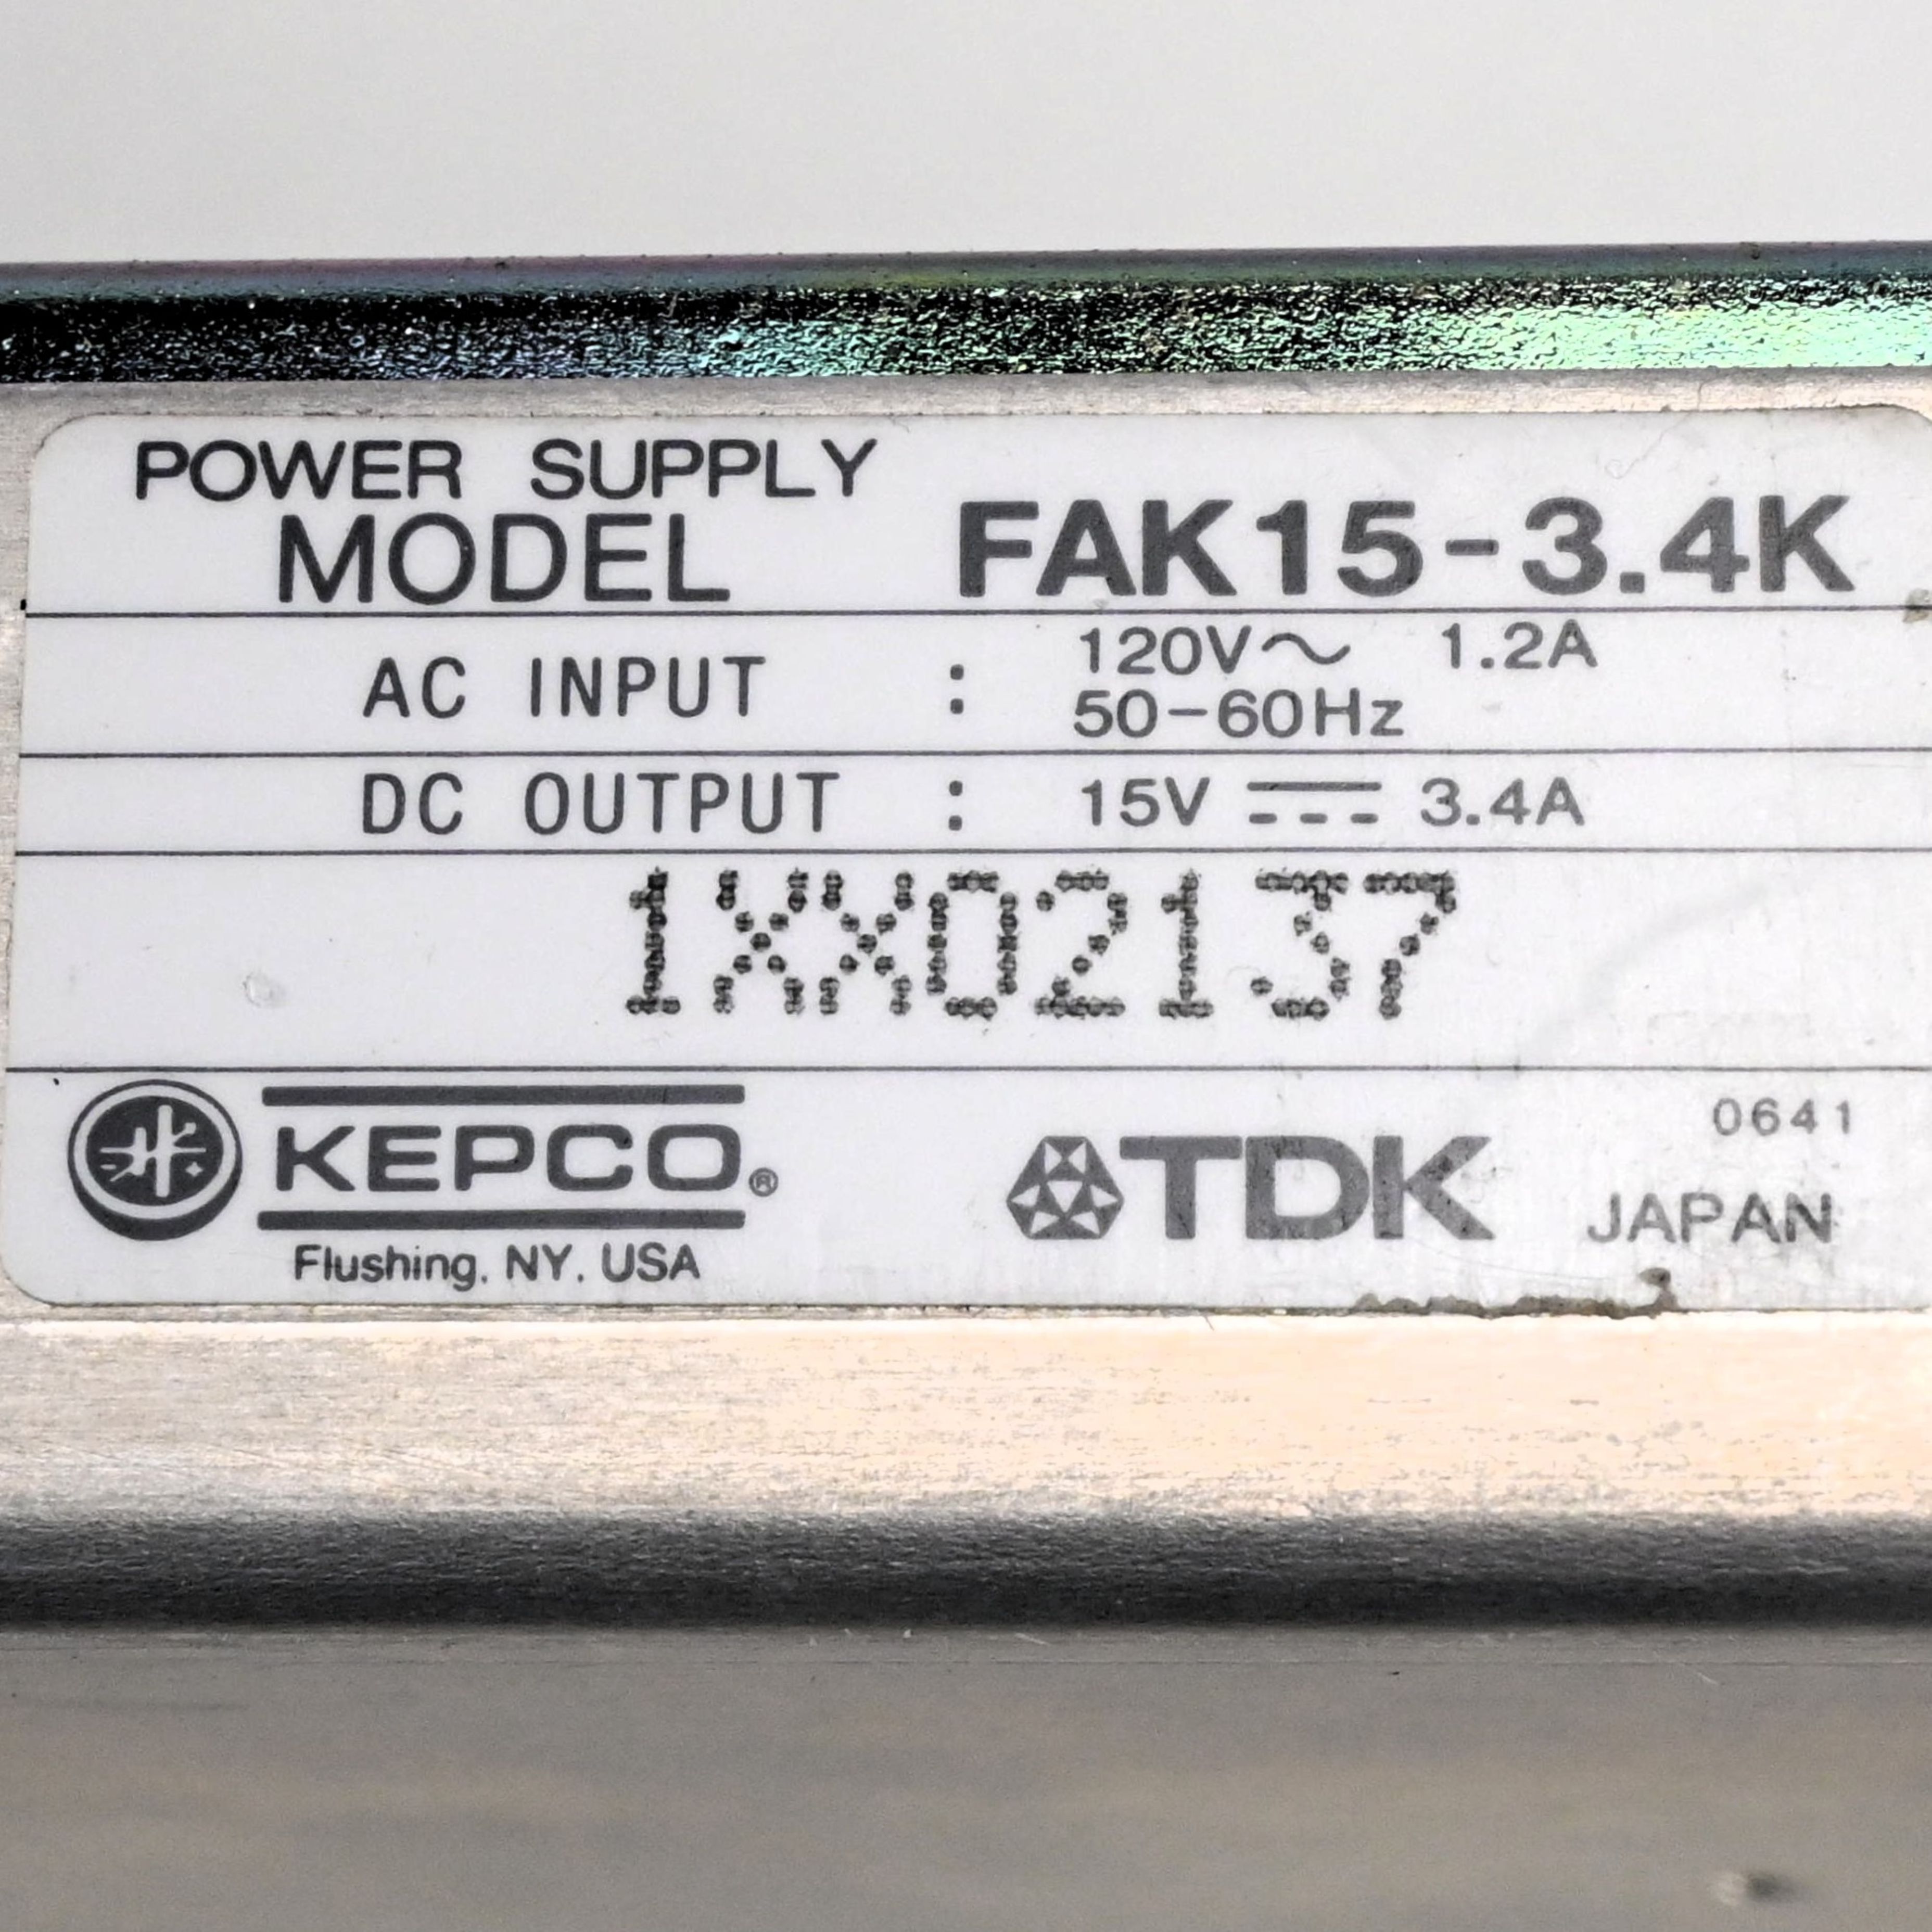 POWER SUPPLY
MODEL FAK15-3.4K
AC INPUT : 120V～ 1.2A
50-60Hz
DC OUTPUT : 15V ⎓ 3.4A
1XX02137
KEPCO®
Flushing, NY. USA
TDK
0641
JAPAN